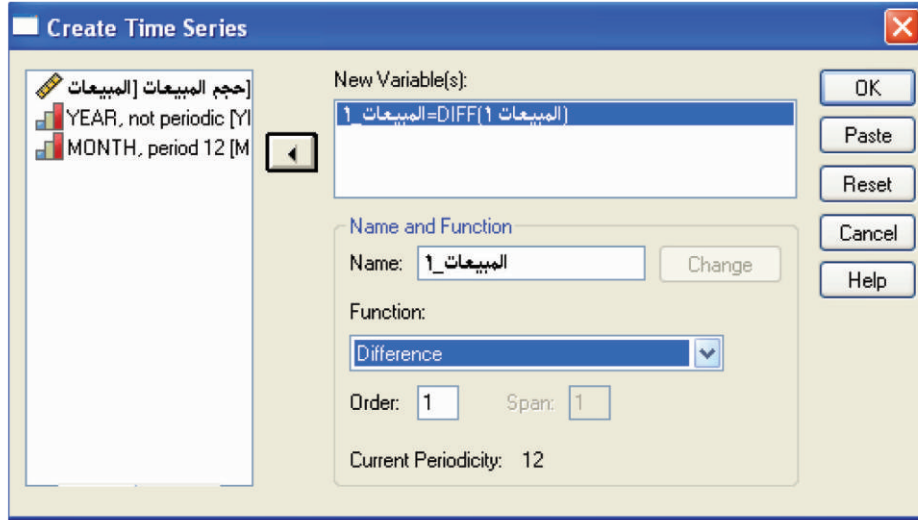 Create Time Series
[حجم المبيعات [المبيعات
YEAR, not periodic [YI
MONTH, period 12 [M
New Variable(s):
المبيعات_1=DIFF(المبيعات 1)
Name and Function
Name: المبيعات_1
Change
Function:
Difference
Order: 1 Span: 1
Current Periodicity: 12
OK
Paste
Reset
Cancel
Help